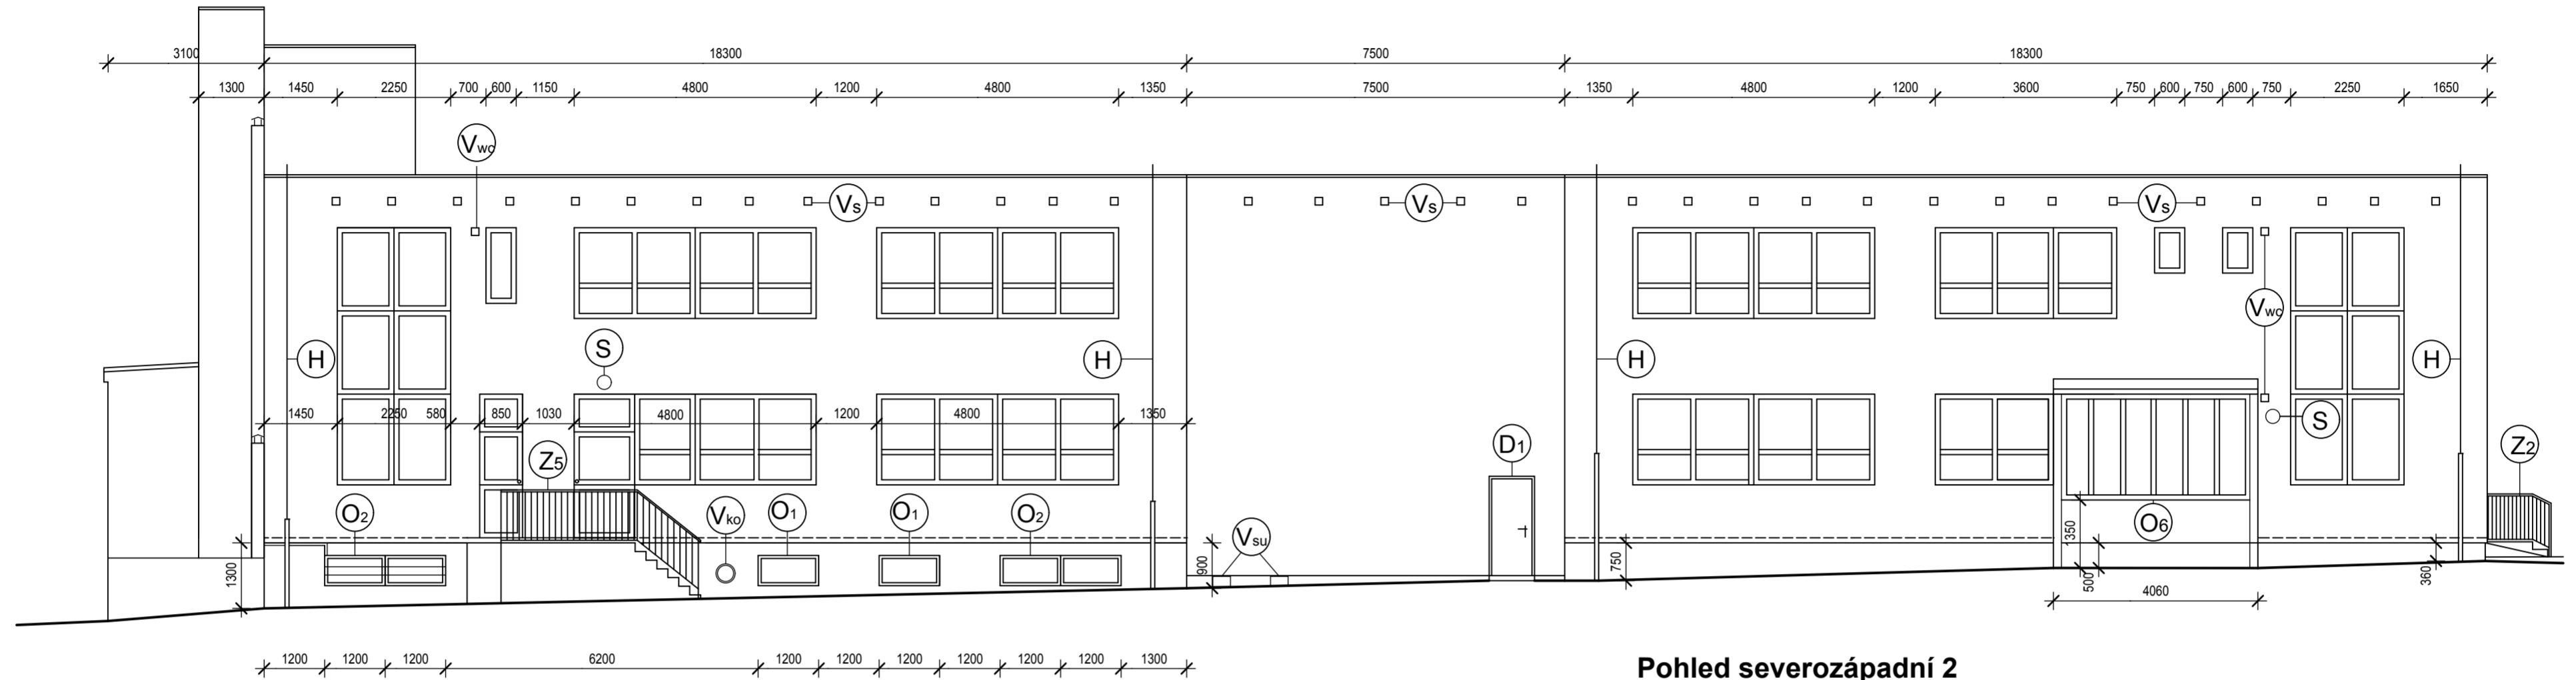 3100 18300 7500 18300
1300 1450 2250 700 600 1150 4800 1200 4800 1350 7500 1350 4800 1200 3600 750 600 750 600 750 2250 1650
Vwc
Vs Vs Vs
Vwc
S
H H H H
1450 2250 580 850 1030 4800 1200 4800 1350
S
D1 Z2
Z5
O2 Vko O1 O1 O2 O6
Vsu
1350
1300 900 750 500 360
4060
1200 1200 1200 6200 1200 1200 1200 1200 1200 1200 1300
Pohled severozápadní 2